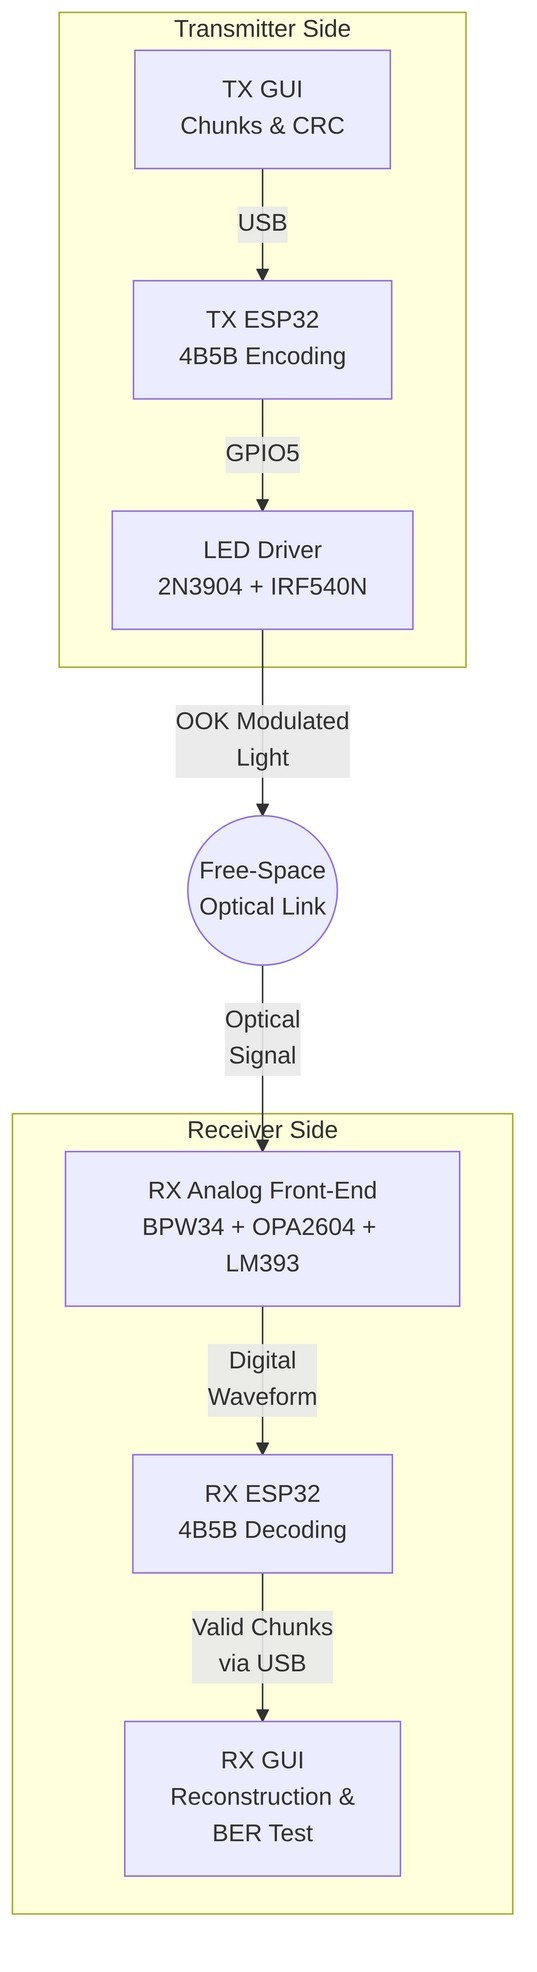 Transmitter Side
TX GUI
Chunks & CRC
USB
TX ESP32
4B5B Encoding
GPIO5
LED Driver
2N3904 + IRF540N
OOK Modulated
Light
Free-Space
Optical Link
Optical
Signal
Receiver Side
RX Analog Front-End
BPW34 + OPA2604 +
LM393
Digital
Waveform
RX ESP32
4B5B Decoding
Valid Chunks
via USB
RX GUI
Reconstruction &
BER Test